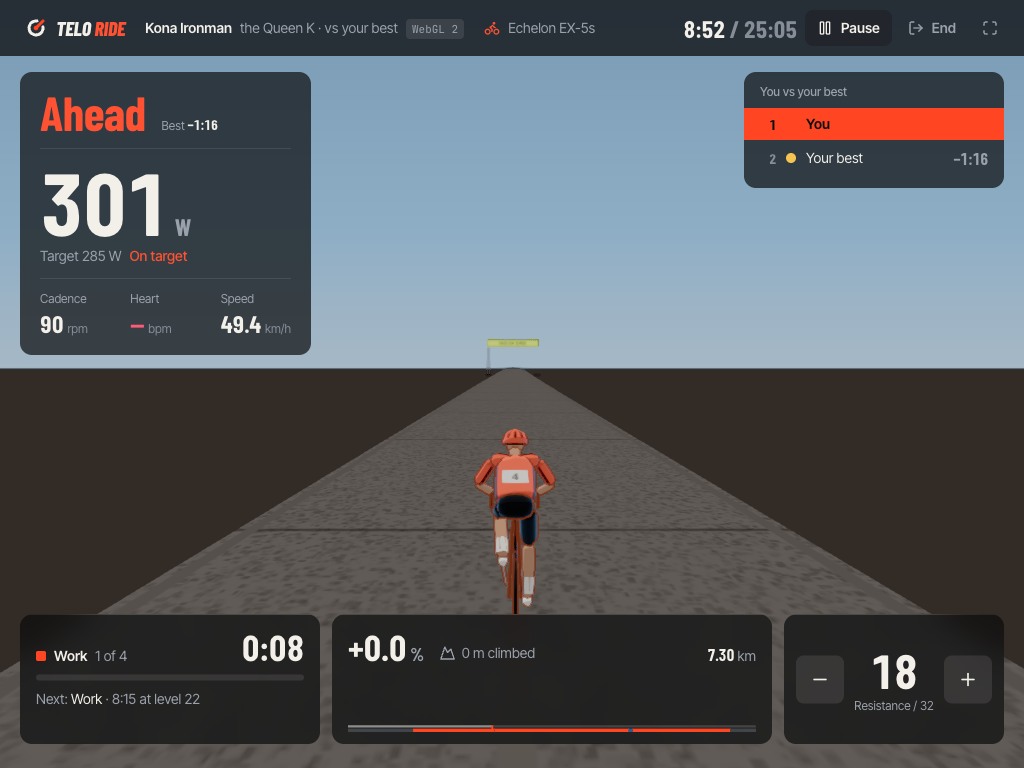 TELO RIDE Kona Ironman the Queen K · vs your best WebGL 2 Echelon EX-5s 8:52 / 25:05 Pause End
Ahead Best −1:16
301 W
Target 285 W On target
Cadence Heart Speed
90 rpm — bpm 49.4 km/h
You vs your best
1 You
2 Your best −1:16
4
Work 1 of 4 0:08
Next: Work · 8:15 at level 22
+0.0 % 0 m climbed 7.30 km
− 18 +
Resistance / 32